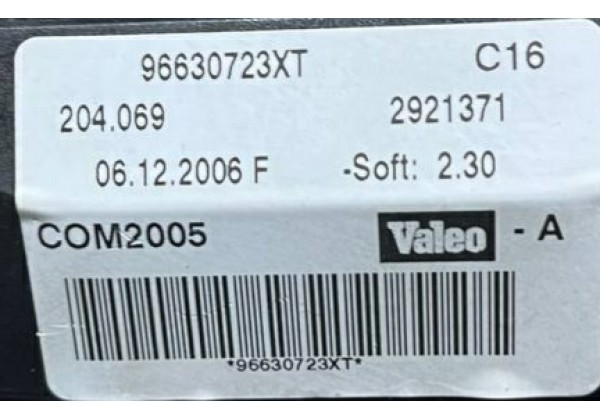 96630723XT C16
204.069 2921371
06.12.2006 F -Soft: 2.30
COM2005 Valeo - A
*96630723XT*